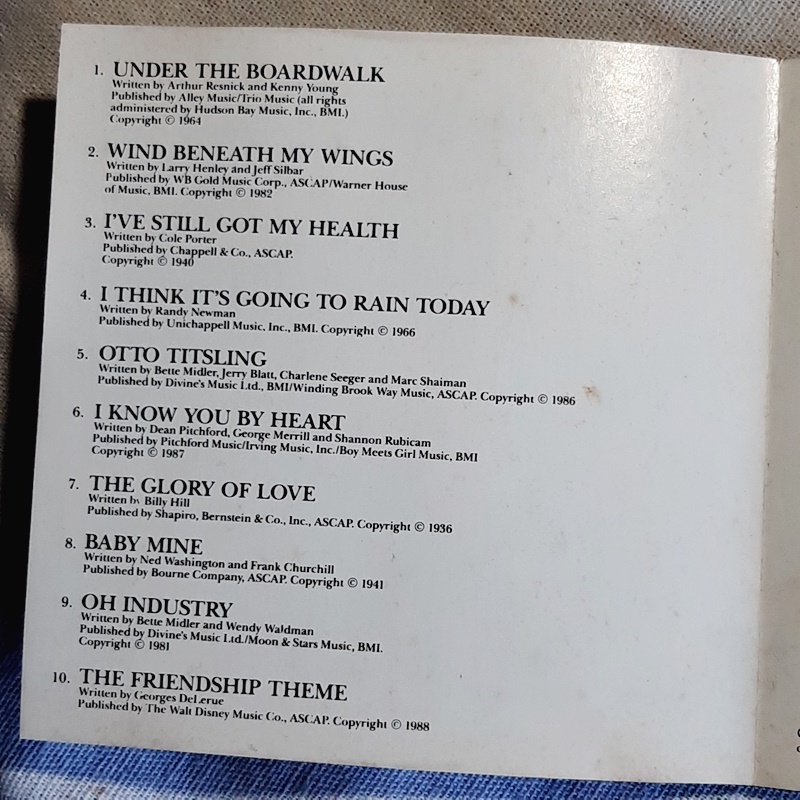 1. UNDER THE BOARDWALK
Written by Arthur Resnick and Kenny Young
Published by Alley Music/Trio Music (all rights
administered by Hudson Bay Music, Inc., BMI.)
Copyright © 1964
2. WIND BENEATH MY WINGS
Written by Larry Henley and Jeff Silbar
Published by WB Gold Music Corp., ASCAP/Warner House
of Music, BMI. Copyright © 1982
3. I'VE STILL GOT MY HEALTH
Written by Cole Porter
Published by Chappell & Co., ASCAP.
Copyright © 1940
4. I THINK IT'S GOING TO RAIN TODAY
Written by Randy Newman
Published by Unichappell Music, Inc., BMI. Copyright © 1966
5. OTTO TITSLING
Written by Bette Midler, Jerry Blatt, Charlene Seeger and Marc Shaiman
Published by Divine's Music Ltd., BMI/Winding Brook Way Music, ASCAP. Copyright © 1986
6. I KNOW YOU BY HEART
Written by Dean Pitchford, George Merrill and Shannon Rubicam
Published by Pitchford Music/Irving Music, Inc./Boy Meets Girl Music, BMI
Copyright © 1987
7. THE GLORY OF LOVE
Written by Billy Hill
Published by Shapiro, Bernstein & Co., Inc., ASCAP. Copyright © 1936
8. BABY MINE
Written by Ned Washington and Frank Churchill
Published by Bourne Company, ASCAP. Copyright © 1941
9. OH INDUSTRY
Written by Bette Midler and Wendy Waldman
Published by Divine's Music Ltd./Moon & Stars Music, BMI.
Copyright © 1981
10. THE FRIENDSHIP THEME
Written by Georges DeLerue
Published by The Walt Disney Music Co., ASCAP. Copyright © 1988